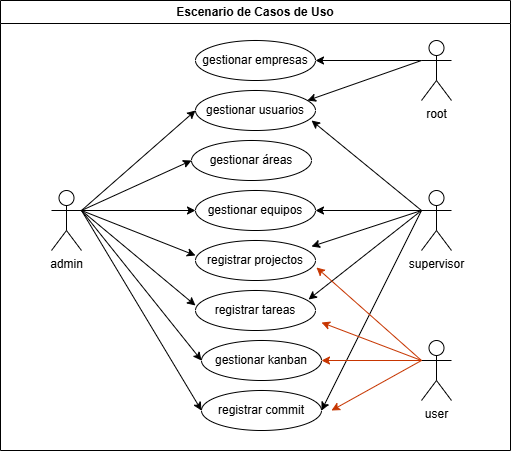 Escenario de Casos de Uso
gestionar empresas
root
gestionar usuarios
gestionar áreas
admin
gestionar equipos
supervisor
registrar projectos
registrar tareas
gestionar kanban
user
registrar commit